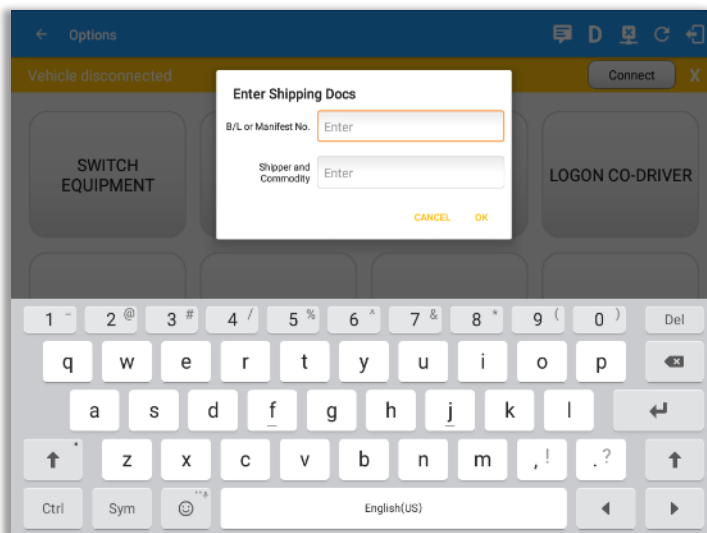 Options
D
Vehicle disconnected
Connect
X
Enter Shipping Docs
B/L or Manifest No.
Enter
Shipper and
Commodity
Enter
CANCEL OK
SWITCH
EQUIPMENT
LOGON CO-DRIVER
1 _ 2 @ 3 # 4 / 5 % 6 ^ 7 & 8 * 9 ( 0 ) Del
q w e r t y u i o p
a s d f g h j k l
z x c v b n m , ! . ?
Ctrl Sym English(US)